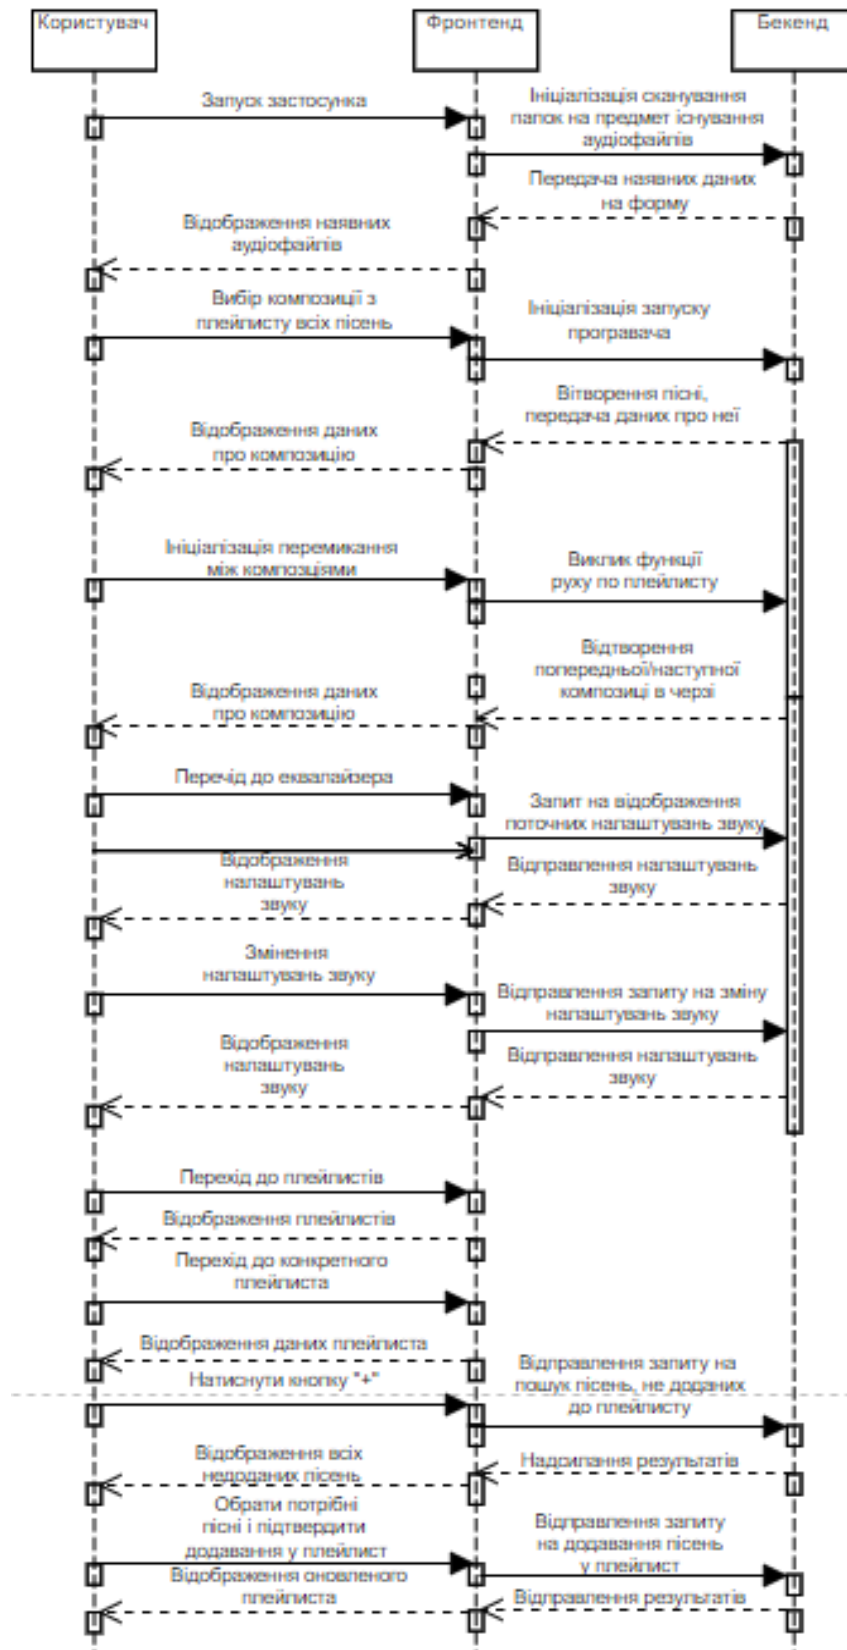 Користувач
Фронтенд
Бекенд
Запуск застосунка
Ініціалізація сканування
папок на предмет існування
аудіофайлів
Передача наявних даних
на форму
Відображення наявних
аудіофайлів
Вибір композиції з
плейлисту всіх пісень
Ініціалізація запуску
програвача
Вітворення пісні,
передача даних про неї
Відображення даних
про композицію
Ініціалізація перемикання
між композціями
Виклик функції
руху по плейлисту
Відтворення
попередньої/наступної
композиці в черзі
Відображення даних
про композицію
Перечід до еквалайзера
Запит на відображення
поточних налаштувань звуку
Відображення
налаштувань
звуку
Відправлення налаштувань
звуку
Змінення
налаштувань звуку
Відправлення запиту на зміну
налаштувань звуку
Відображення
налаштувань
звуку
Відправлення налаштувань
звуку
Перехід до плейлистів
Відображення плейлистів
Перехід до конкретного
плейлиста
Відображення даних плейлиста
Натиснути кнопку "+"
Відправлення запиту на
пошук пісень, не доданих
до плейлисту
Відображення всіх
недоданих пісень
Надсилання результатів
Обрати потрібні
пісні і підтвердити
додавання у плейлист
Відправлення запиту
на додавання пісень
у плейлист
Відображення оновленого
плейлиста
Відправлення результатів